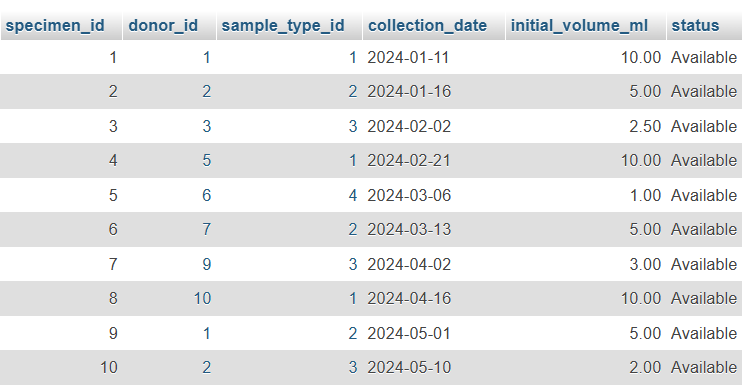 specimen_id donor_id sample_type_id collection_date initial_volume_ml status
1 1 1 2024-01-11 10.00 Available
2 2 2 2024-01-16 5.00 Available
3 3 3 2024-02-02 2.50 Available
4 5 1 2024-02-21 10.00 Available
5 6 4 2024-03-06 1.00 Available
6 7 2 2024-03-13 5.00 Available
7 9 3 2024-04-02 3.00 Available
8 10 1 2024-04-16 10.00 Available
9 1 2 2024-05-01 5.00 Available
10 2 3 2024-05-10 2.00 Available